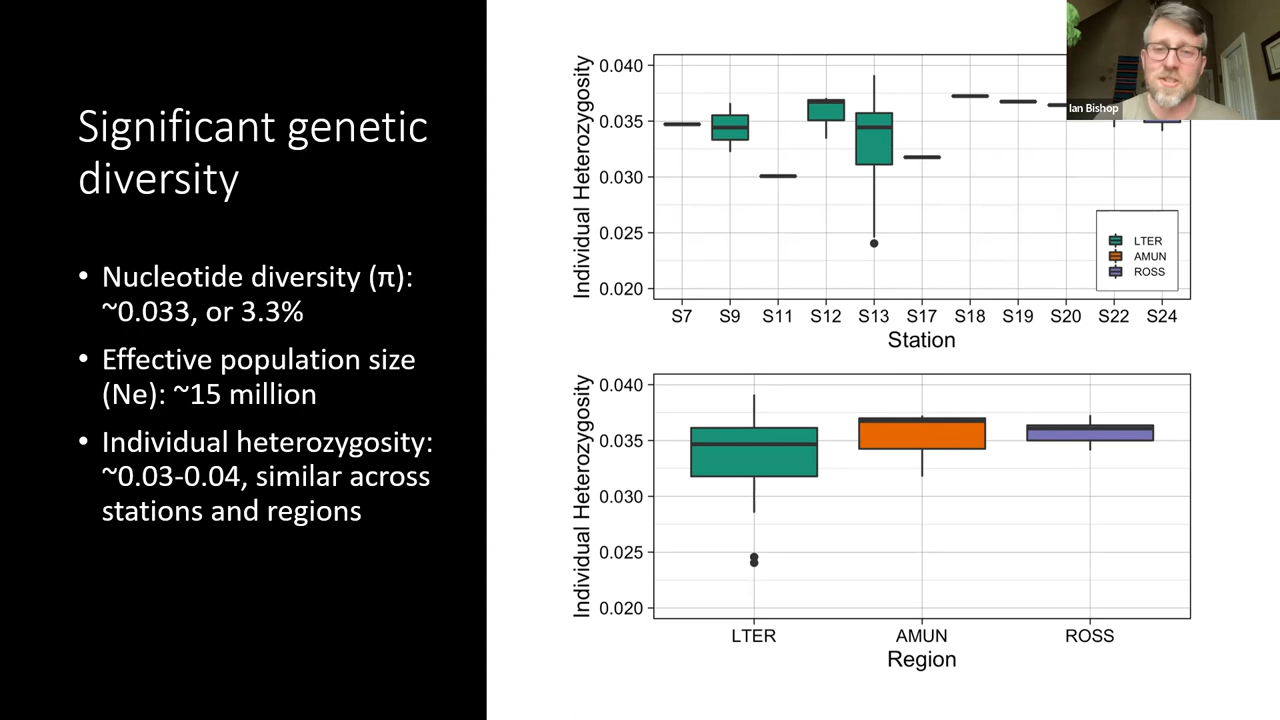 Significant genetic
diversity
• Nucleotide diversity (π):
~0.033, or 3.3%
• Effective population size
(Ne): ~15 million
• Individual heterozygosity:
~0.03-0.04, similar across
stations and regions
Individual Heterozygosity
0.040
0.035
0.030
0.025
0.020
S7 S9 S11 S12 S13 S17 S18 S19 S20 S22 S24
Station
LTER
AMUN
ROSS
Ian Bishop
Individual Heterozygosity
0.040
0.035
0.030
0.025
0.020
LTER AMUN ROSS
Region